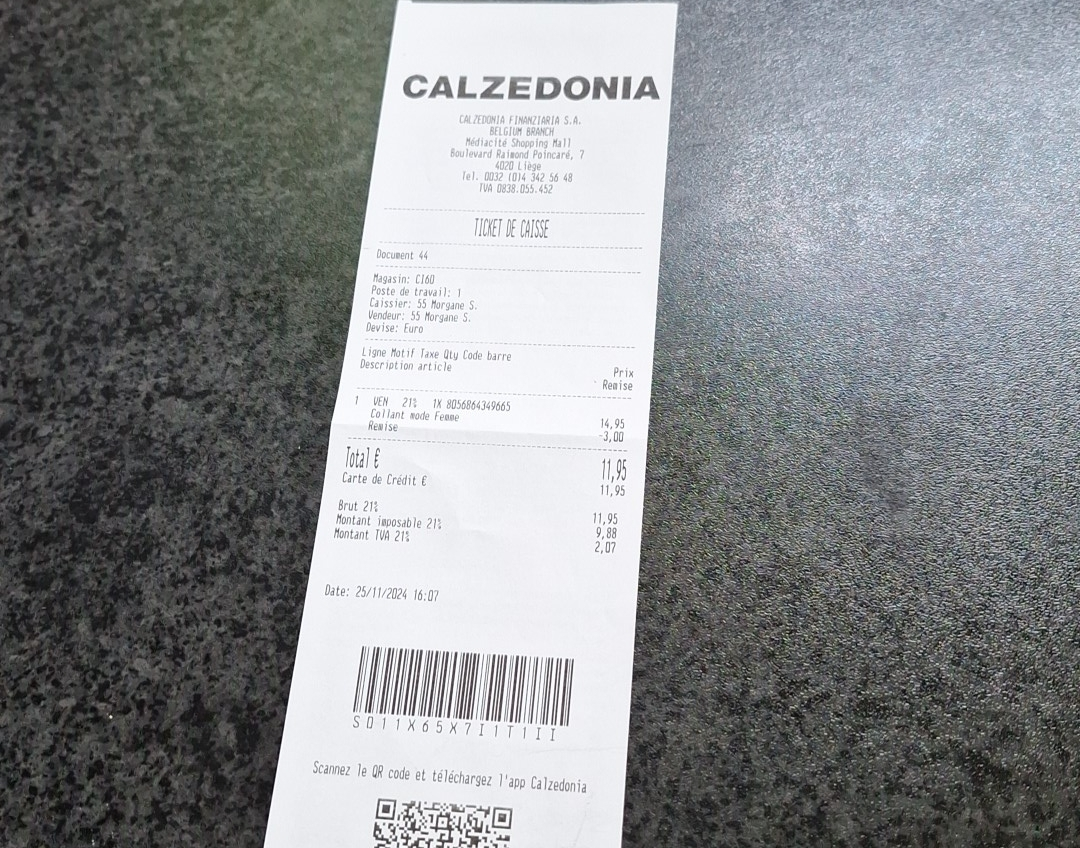 CALZEDONIA
CALZEDONIA FINANZIARIA S.A.
BELGIUM BRANCH
Médiacité Shopping Mall
Boulevard Raimond Poincaré, 7
4020 Liège
Tel. 0032 (0)4 342 56 48
TVA 0838.055.452
TICKET DE CAISSE
Document 44
Magasin: CI60
Poste de travail: 1
Caissier: 55 Morgane S.
Vendeur: 55 Morgane S.
Devise: Euro
Ligne Motif Taxe Qty Code barre
Description article Prix
Remise
1 VEN 21% 1X 8056864349665
Collant mode Femme 14,95
Remise -3,00
Total € 11,95
Carte de Crédit € 11,95
Brut 21% 11,95
Montant imposable 21% 9,88
Montant TVA 21% 2,07
Date: 25/11/2024 16:07
S011X65X7I1T1II
Scannez le QR code et téléchargez l'app Calzedonia